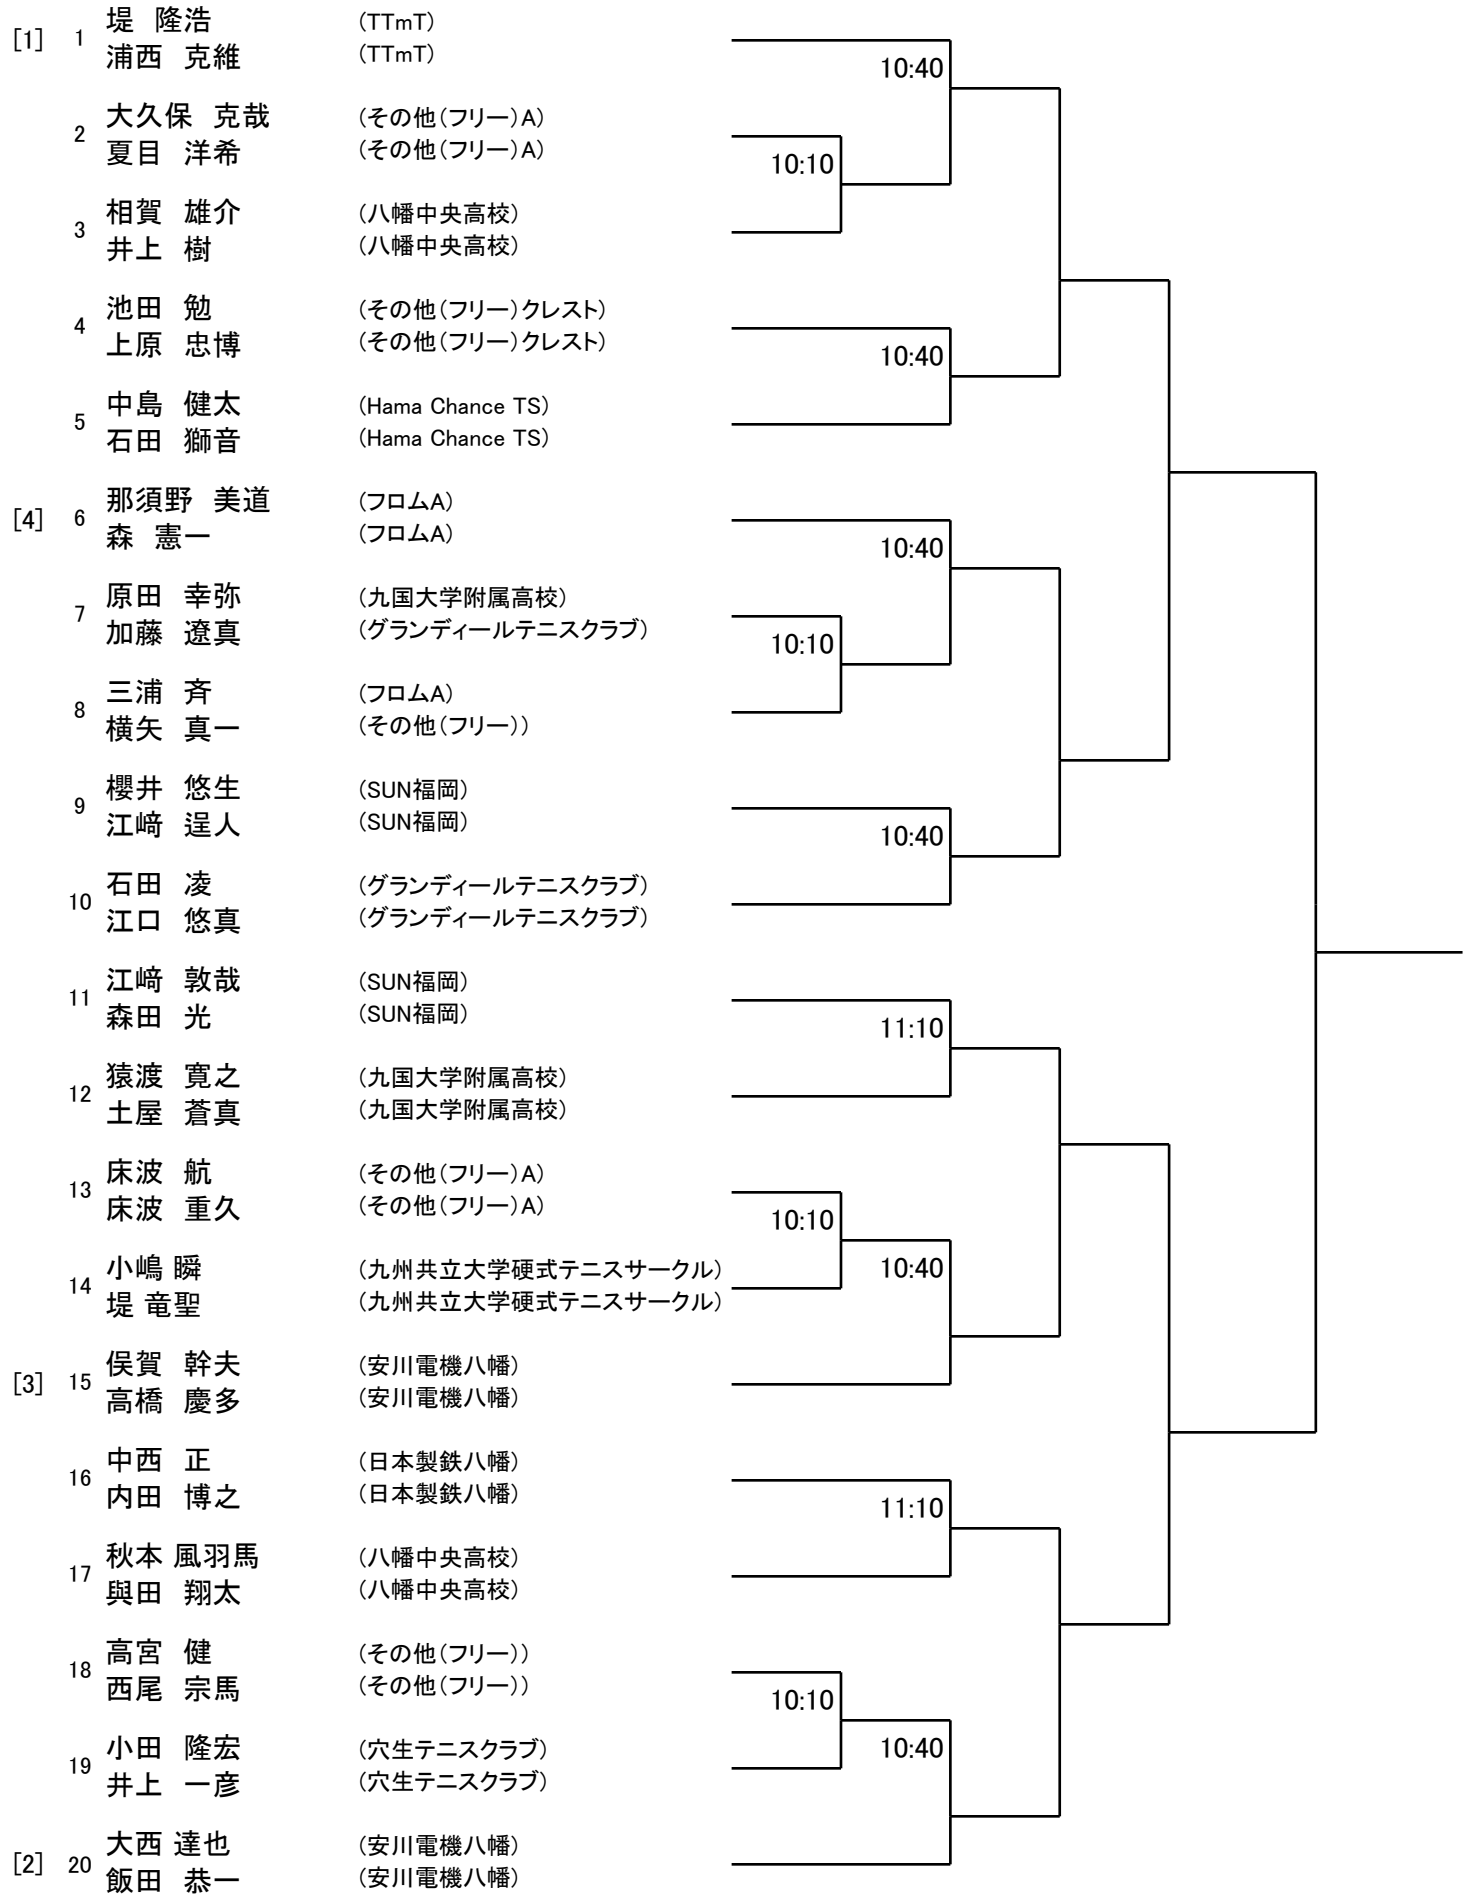 [1] 1 堤　隆浩 (TTmT)
浦西　克維 (TTmT)
10:40
2 大久保　克哉 (その他(フリー)A)
夏目　洋希 (その他(フリー)A)
10:10
3 相賀　雄介 (八幡中央高校)
井上　樹 (八幡中央高校)
4 池田　勉 (その他(フリー)クレスト)
上原　忠博 (その他(フリー)クレスト)
10:40
5 中島　健太 (Hama Chance TS)
石田　獅音 (Hama Chance TS)
[4] 6 那須野　美道 (フロムA)
森　憲一 (フロムA)
10:40
7 原田　幸弥 (九国大学附属高校)
加藤　遼真 (グランディールテニスクラブ)
10:10
8 三浦　斉 (フロムA)
横矢　真一 (その他(フリー))
9 櫻井　悠生 (SUN福岡)
江﨑　逞人 (SUN福岡)
10:40
10 石田　凌 (グランディールテニスクラブ)
江口　悠真 (グランディールテニスクラブ)
11 江﨑　敦哉 (SUN福岡)
森田　光 (SUN福岡)
11:10
12 猿渡　寛之 (九国大学附属高校)
土屋　蒼真 (九国大学附属高校)
13 床波　航 (その他(フリー)A)
床波　重久 (その他(フリー)A)
10:10
14 小嶋 瞬 (九州共立大学硬式テニスサークル)
10:40
堤 竜聖 (九州共立大学硬式テニスサークル)
[3] 15 俣賀　幹夫 (安川電機八幡)
高橋　慶多 (安川電機八幡)
16 中西　正 (日本製鉄八幡)
内田　博之 (日本製鉄八幡)
11:10
17 秋本 風羽馬 (八幡中央高校)
與田　翔太 (八幡中央高校)
18 高宮　健 (その他(フリー))
西尾　宗馬 (その他(フリー))
10:10
19 小田　隆宏 (穴生テニスクラブ)
10:40
井上　一彦 (穴生テニスクラブ)
[2] 20 大西 達也 (安川電機八幡)
飯田　恭一 (安川電機八幡)